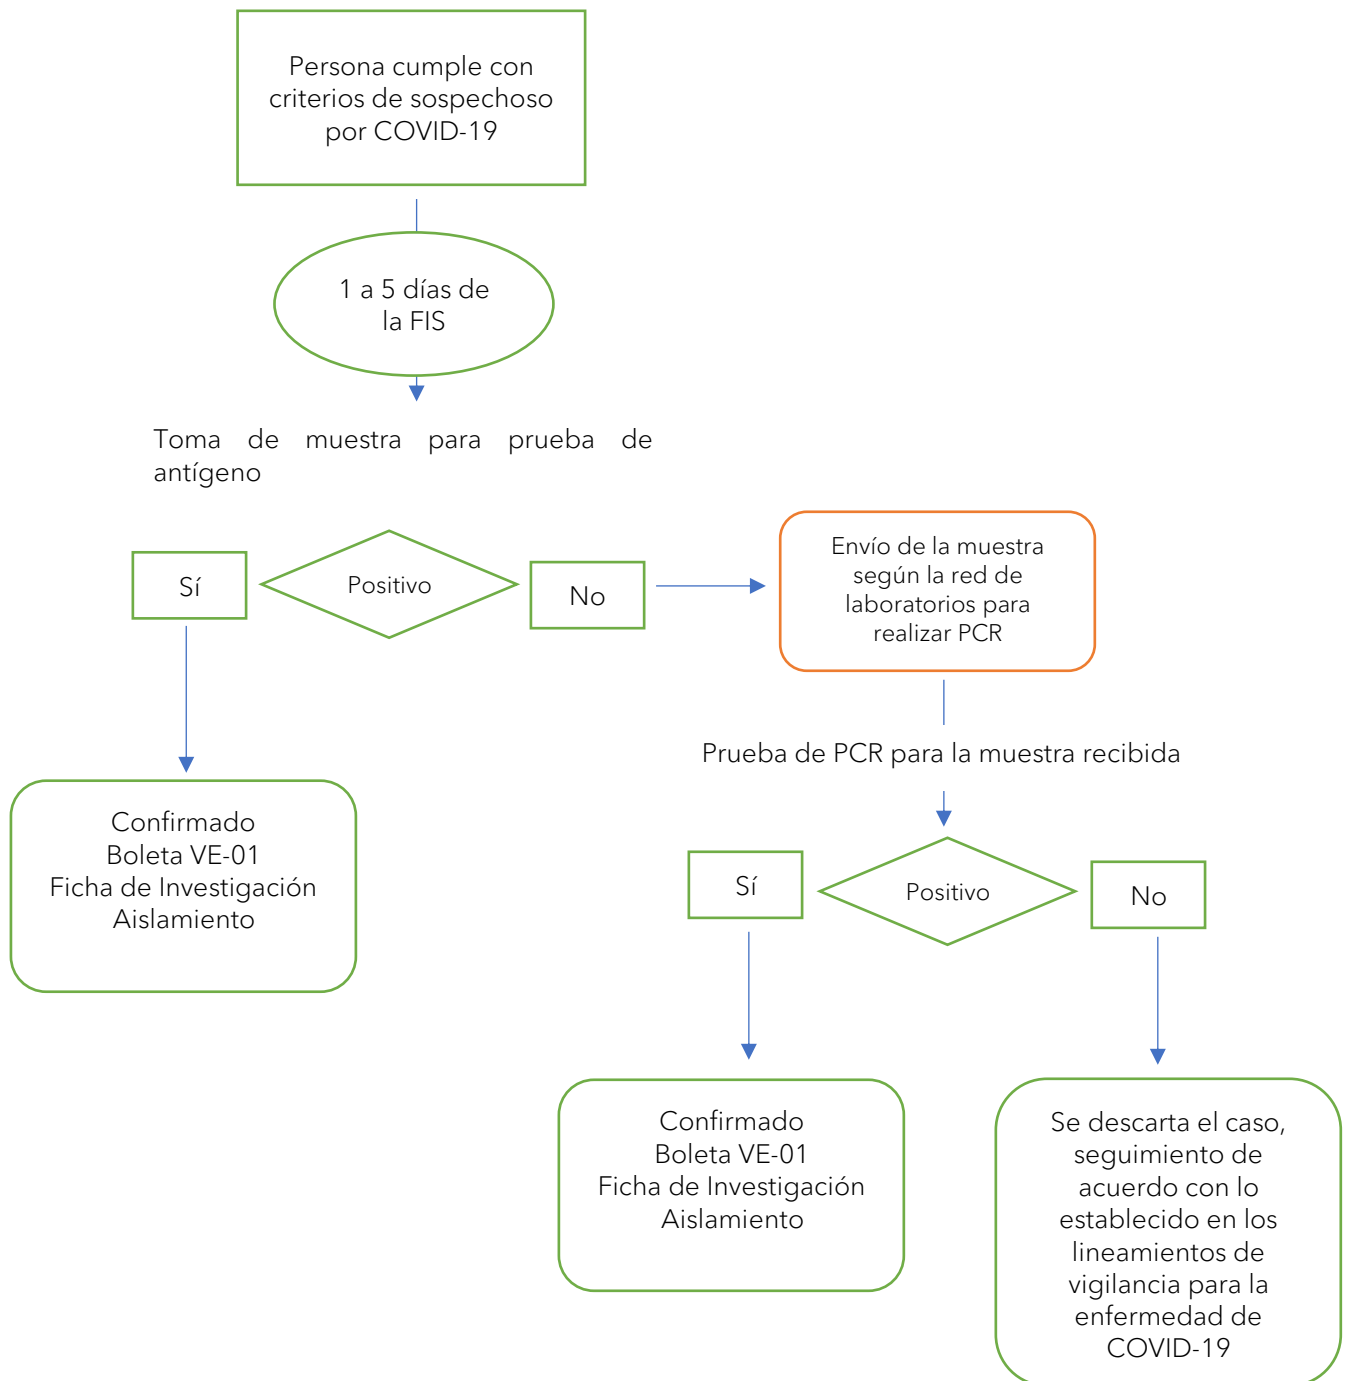 Persona cumple con
criterios de sospechoso
por COVID-19
1 a 5 días de
la FIS
Toma de muestra para prueba de
antígeno
Sí
Positivo
No
Envío de la muestra
según la red de
laboratorios para
realizar PCR
Prueba de PCR para la muestra recibida
Confirmado
Boleta VE-01
Ficha de Investigación
Aislamiento
Sí
Positivo
No
Confirmado
Boleta VE-01
Ficha de Investigación
Aislamiento
Se descarta el caso,
seguimiento de
acuerdo con lo
establecido en los
lineamientos de
vigilancia para la
enfermedad de
COVID-19